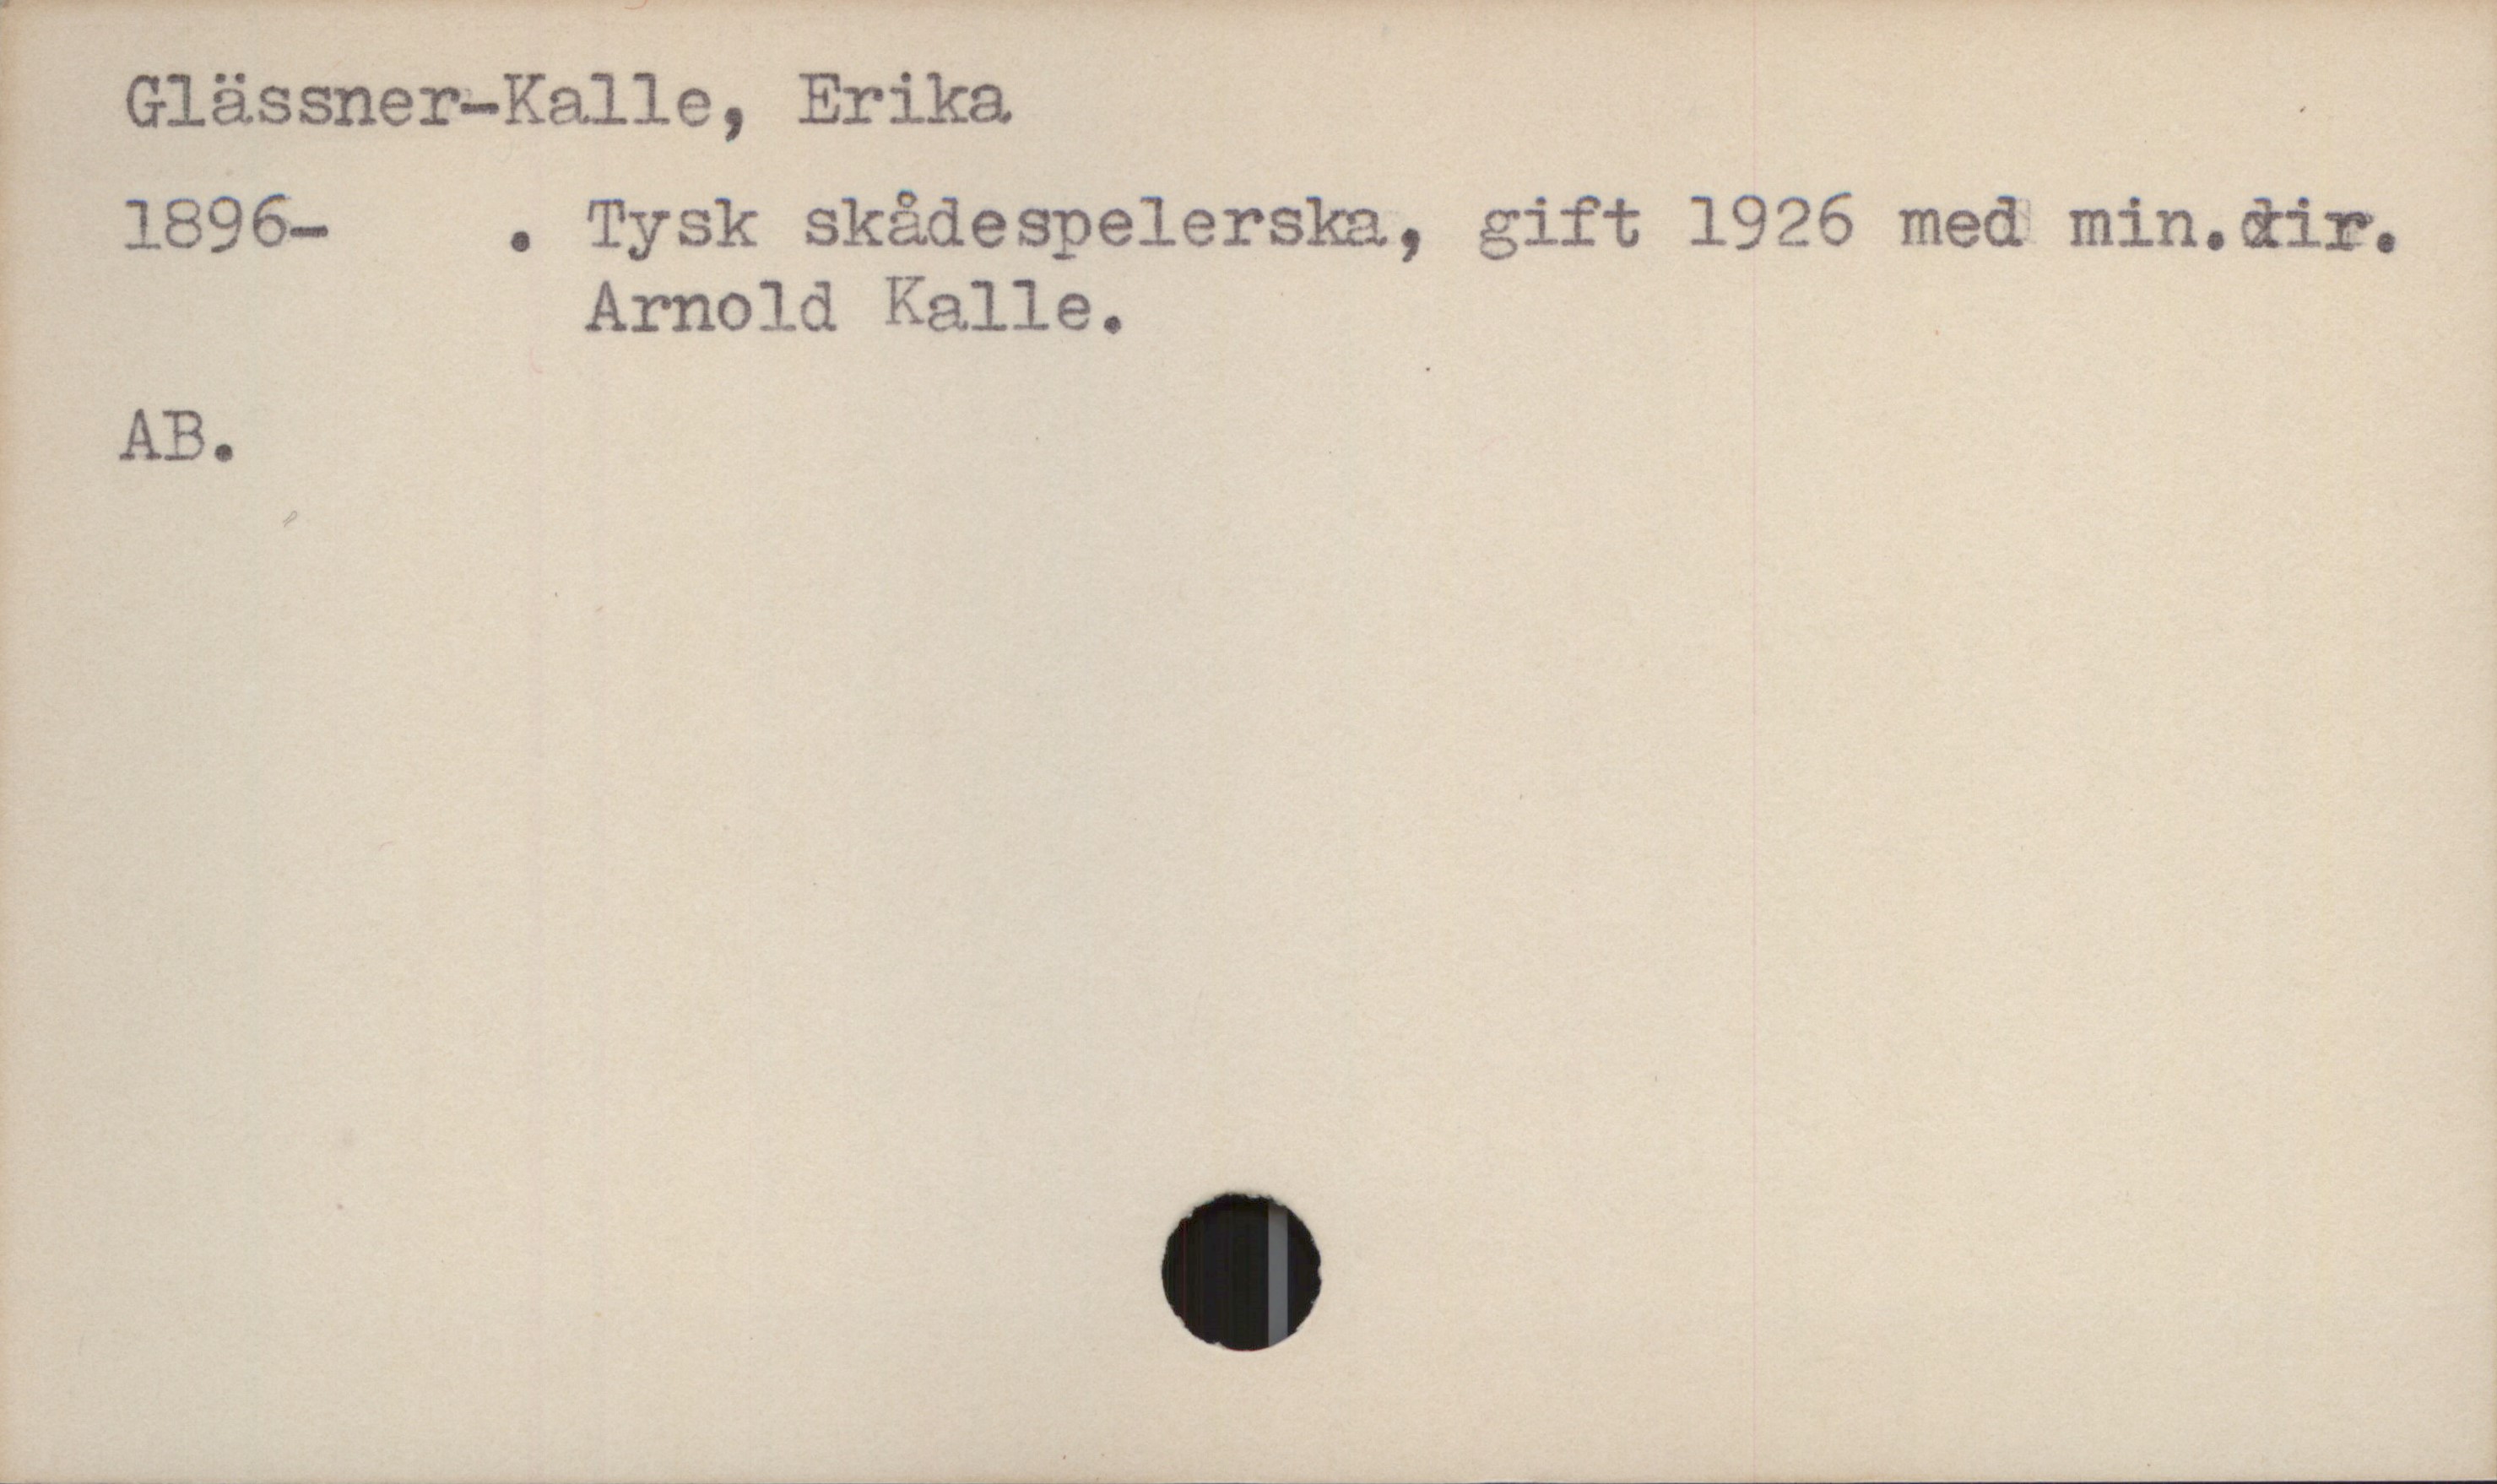 Glässner-Kalle, Erika
1896-    . Tysk skådespelerska, gift 1926 med min.dir.
Arnold Kalle.
AB.